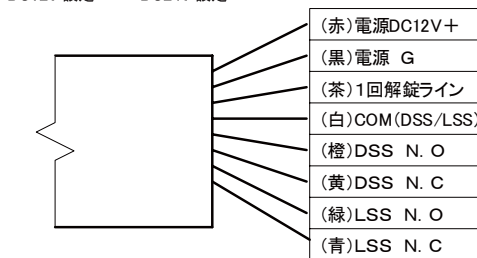 (赤)電源DC12V＋
(黒)電源 G
(茶)1回解錠ライン
(白)COM(DSS/LSS)
(橙)DSS N. O
(黄)DSS N. C
(緑)LSS N. O
(青)LSS N. C